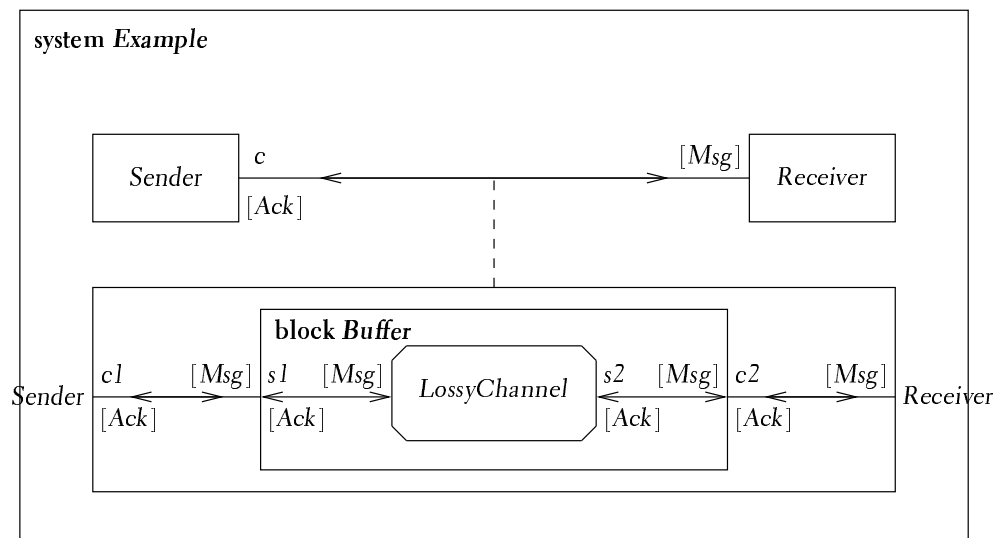 system Example
c
[Msg]
Sender
Receiver
[Ack]
block Buffer
c1 [Msg] s1 [Msg] LossyChannel s2 [Msg] c2 [Msg]
Sender Receiver
[Ack] [Ack] [Ack] [Ack]